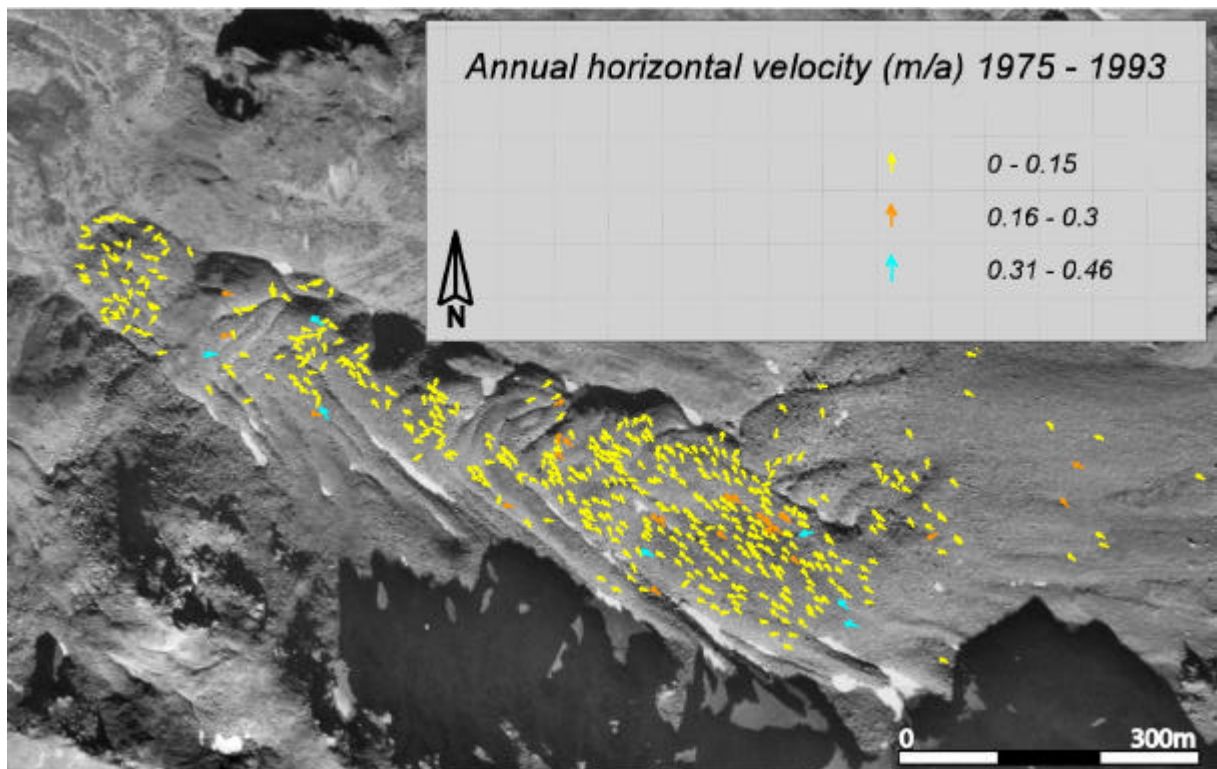 Annual horizontal velocity (m/a) 1975 - 1993
0 - 0.15
0.16 - 0.3
0.31 - 0.46
N
0 300m